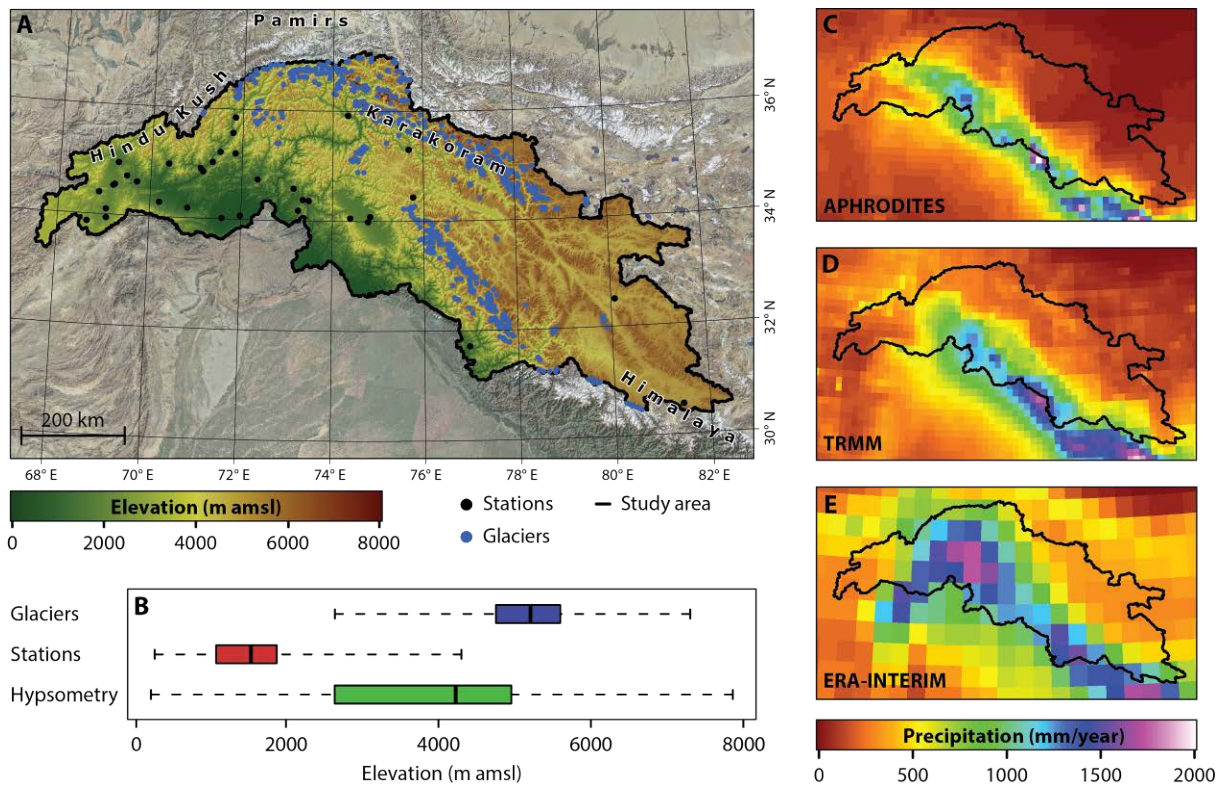 A
Pamirs
Hindu Kush
Karakoram
Himalaya
36° N
34° N
32° N
30° N
200 km
68° E
70° E
72° E
74° E
76° E
78° E
80° E
82° E
Elevation (m amsl)
0
2000
4000
6000
8000
Stations
Study area
Glaciers
B
Glaciers
Stations
Hypsometry
0
2000
4000
6000
8000
Elevation (m amsl)
C
APHRODITES
D
TRMM
E
ERA-INTERIM
Precipitation (mm/year)
0
500
1000
1500
2000